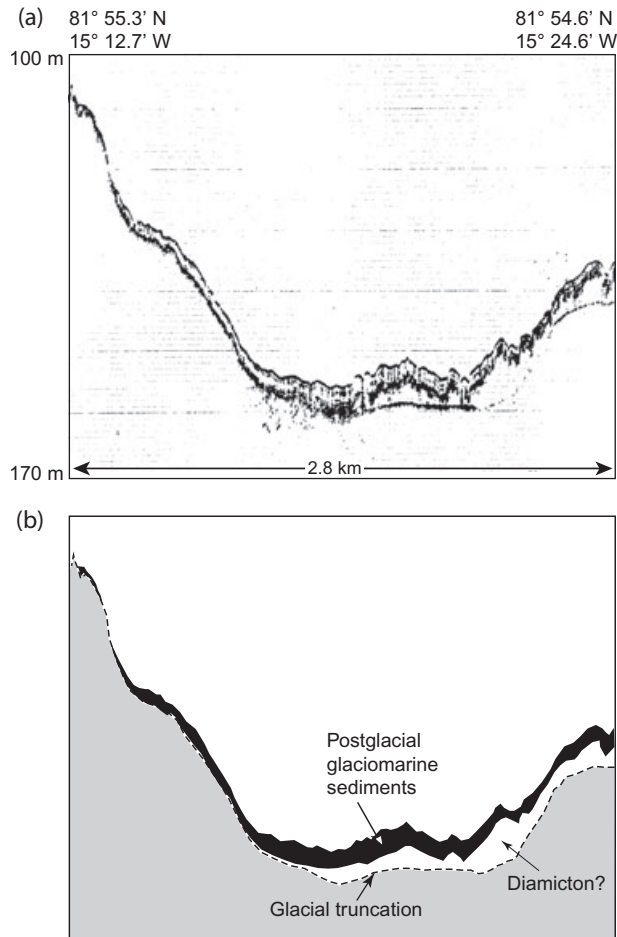 (a)
81° 55.3' N
15° 12.7' W
81° 54.6' N
15° 24.6' W
100 m
170 m
2.8 km
(b)
Postglacial
glaciomarine
sediments
Diamicton?
Glacial truncation